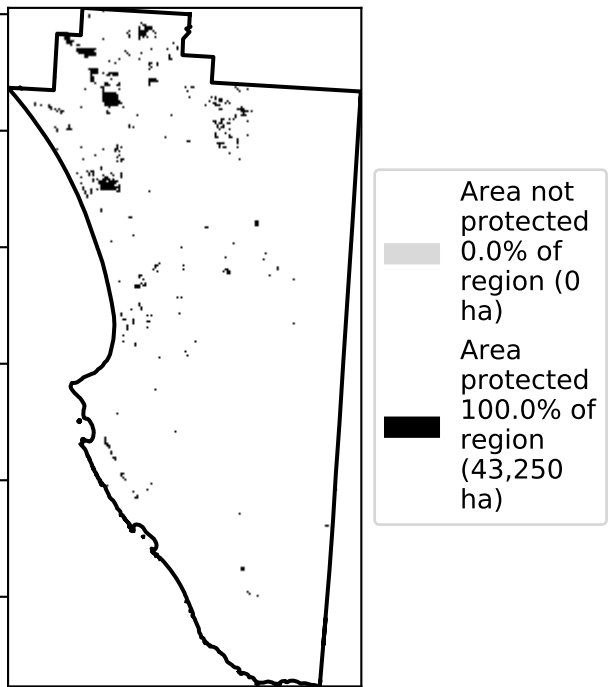 Area not
protected
0.0% of
region (0
ha)
Area
protected
100.0% of
region
(43,250
ha)